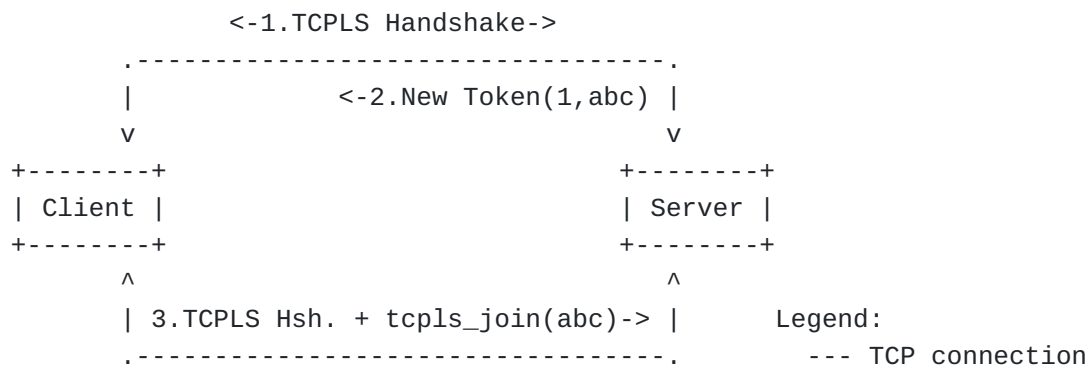 <-1.TCPLS Handshake->
.----------------------------------.
| <-2.New Token(1,abc) |
v v
+--------+ +--------+
| Client | | Server |
+--------+ +--------+
^ ^
| 3.TCPLS Hsh. + tcpls_join(abc)-> | Legend:
.----------------------------------. --- TCP connection